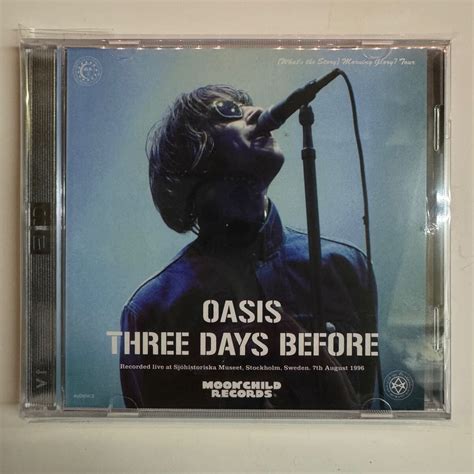 (What's the Story) Morning Glory? Tour
OASIS
THREE DAYS BEFORE
Recorded live at Sjöhistoriska Museet, Stockholm, Sweden, 7th August 1996
MOONCHILD
RECORDS